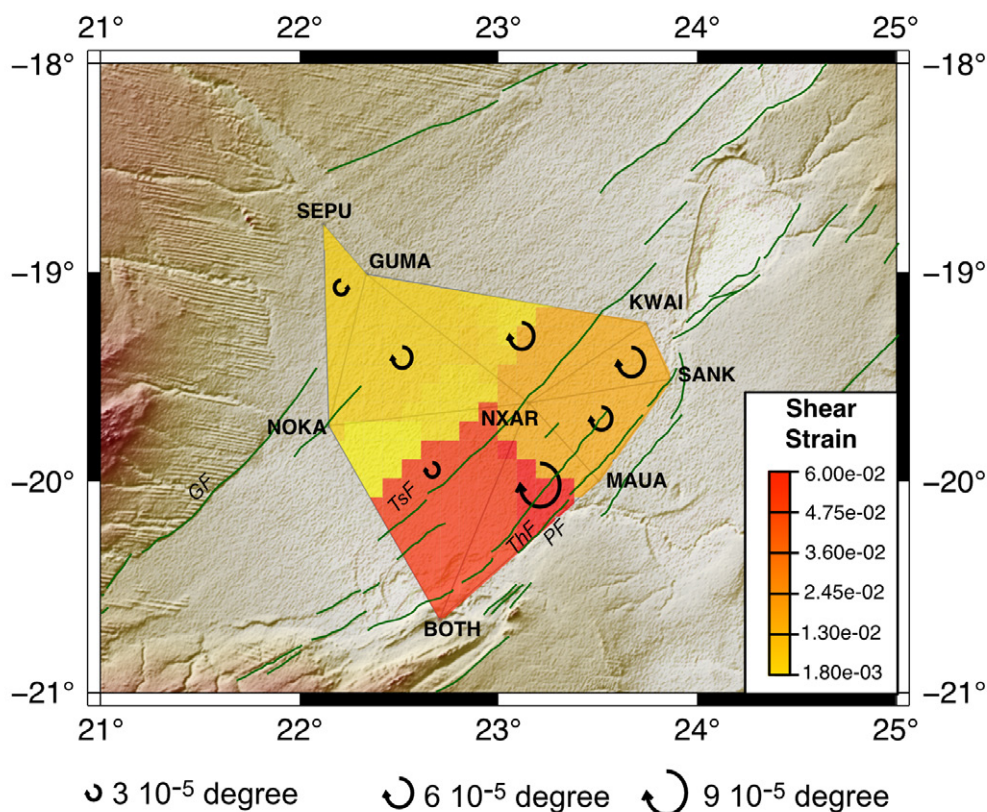 21° 22° 23° 24° 25°
−18° −18°
SEPU
GUMA
−19° −19°
KWAI
SANK
NXAR
NOKA
Shear
Strain
6.00e-02
4.75e-02
3.60e-02
2.45e-02
1.30e-02
1.80e-03
−20° −20°
MAUA
GF
TsF
ThF
PF
BOTH
−21° −21°
21° 22° 23° 24° 25°
3 10-5 degree 6 10-5 degree 9 10-5 degree